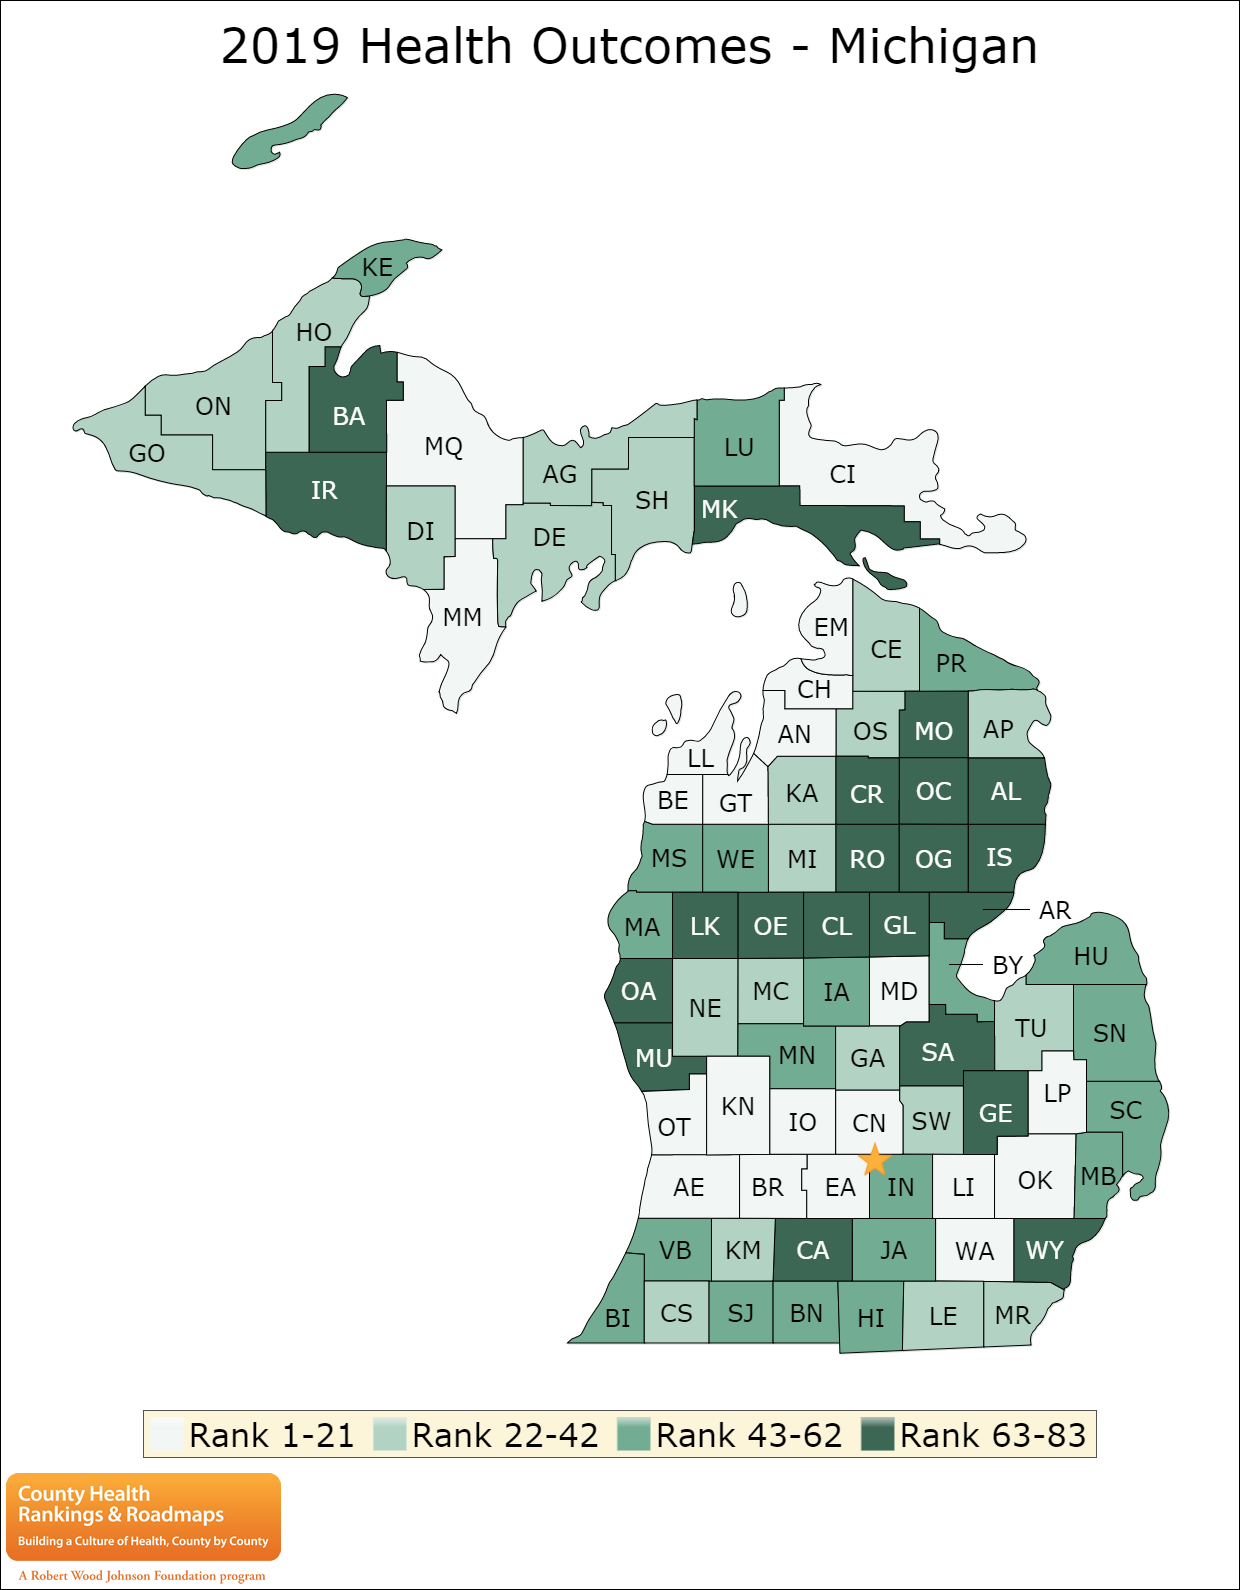 2019 Health Outcomes - Michigan
KE
HO
ON
BA
GO
MQ
LU
CI
AG
IR
SH
MK
DI
DE
MM
EM
CE
PR
CH
AN
OS
MO
AP
LL
BE
GT
KA
CR
OC
AL
MS
WE
MI
RO
OG
IS
AR
MA
LK
OE
CL
GL
BY
HU
OA
NE
MC
IA
MD
TU
SN
MU
MN
GA
SA
LP
KN
IO
CN
SW
GE
SC
OT
AE
BR
EA
IN
LI
OK
MB
VB
KM
CA
JA
WA
WY
BI
CS
SJ
BN
HI
LE
MR
Rank 1-21 Rank 22-42 Rank 43-62 Rank 63-83
County Health
Rankings & Roadmaps
Building a Culture of Health, County by County
A Robert Wood Johnson Foundation program